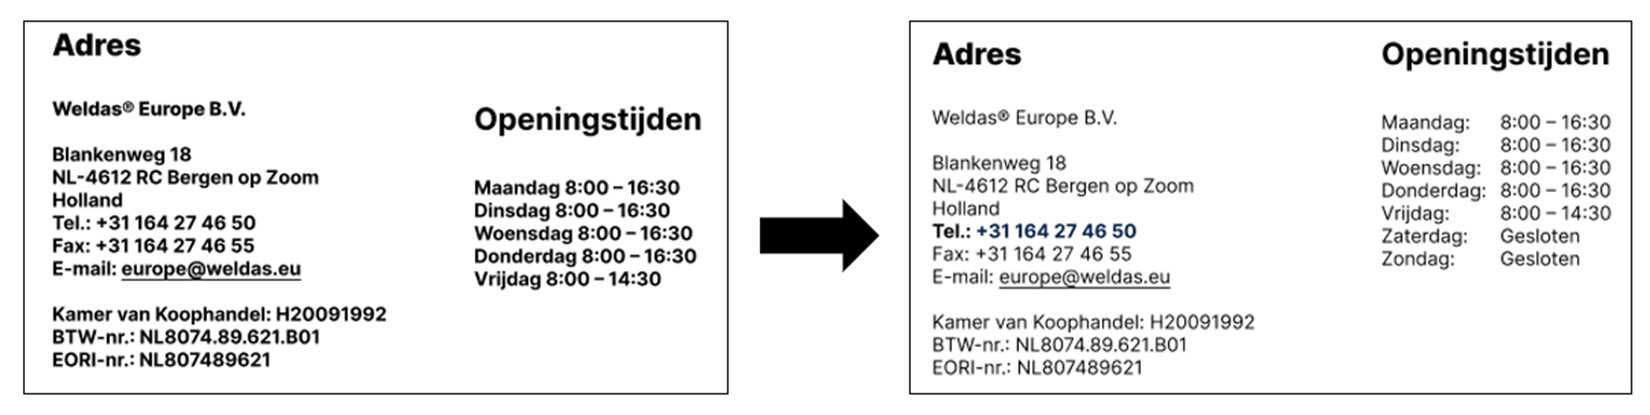 Adres
Weldas® Europe B.V.
Blankenweg 18
NL-4612 RC Bergen op Zoom
Holland
Tel.: +31 164 27 46 50
Fax: +31 164 27 46 55
E-mail: europe@weldas.eu
Kamer van Koophandel: H20091992
BTW-nr.: NL8074.89.621.B01
EORI-nr.: NL807489621
Openingstijden
Maandag 8:00 – 16:30
Dinsdag 8:00 – 16:30
Woensdag 8:00 – 16:30
Donderdag 8:00 – 16:30
Vrijdag 8:00 – 14:30
Adres
Weldas® Europe B.V.
Blankenweg 18
NL-4612 RC Bergen op Zoom
Holland
Tel.: +31 164 27 46 50
Fax: +31 164 27 46 55
E-mail: europe@weldas.eu
Kamer van Koophandel: H20091992
BTW-nr.: NL8074.89.621.B01
EORI-nr.: NL807489621
Openingstijden
Maandag: 8:00 – 16:30
Dinsdag: 8:00 – 16:30
Woensdag: 8:00 – 16:30
Donderdag: 8:00 – 16:30
Vrijdag: 8:00 – 14:30
Zaterdag: Gesloten
Zondag: Gesloten